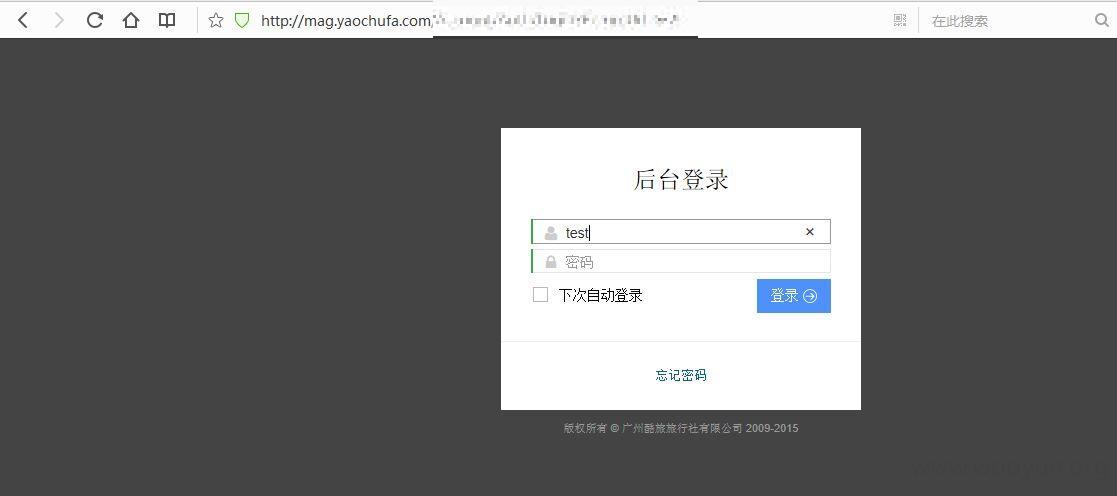 http://mag.yaochufa.com/
在此搜索
后台登录
test
密码
下次自动登录
登录
忘记密码
版权所有 © 广州酷旅旅行社有限公司 2009-2015